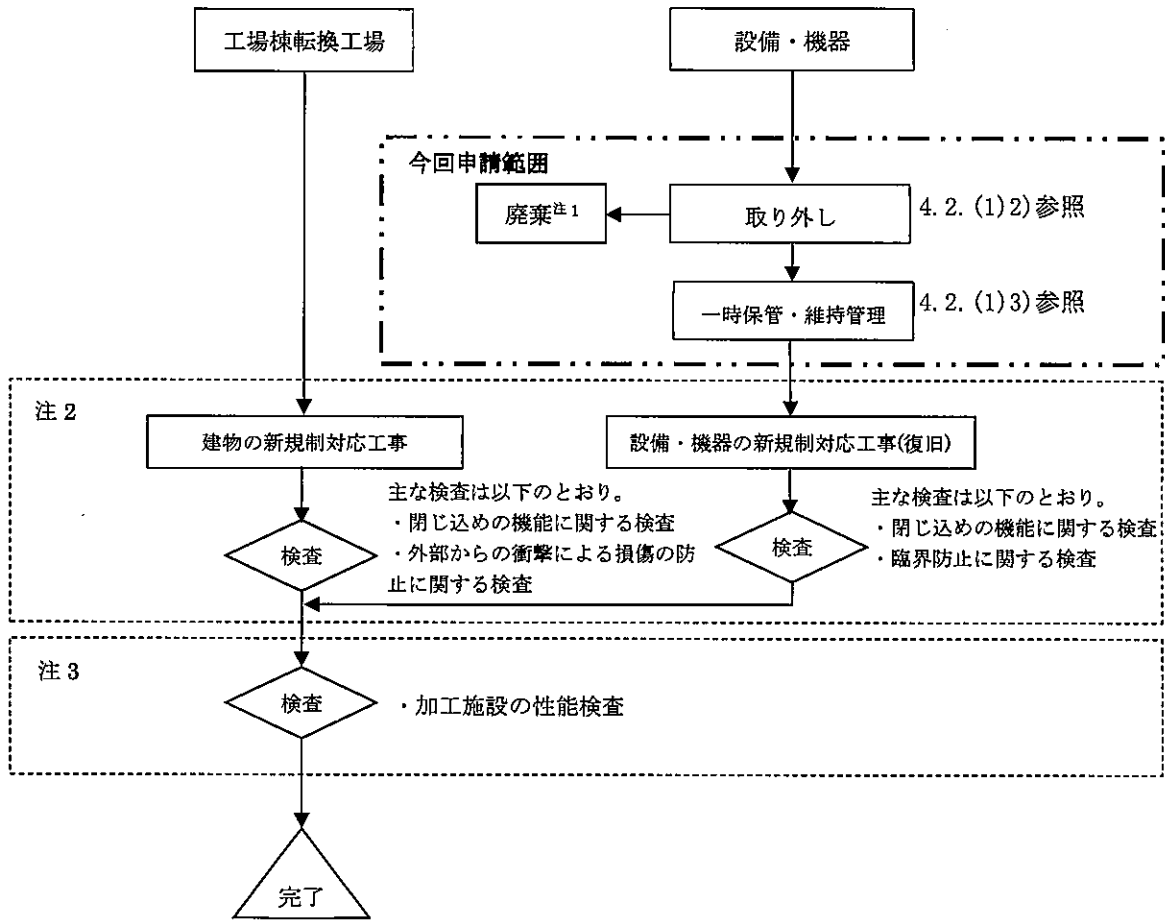 工場棟転換工場
設備・機器
今回申請範囲
廃棄注1
取り外し
4.2.(1)2)参照
一時保管・維持管理
4.2.(1)3)参照
注2
建物の新規制対応工事
設備・機器の新規制対応工事(復旧)
主な検査は以下のとおり。
・閉じ込めの機能に関する検査
・外部からの衝撃による損傷の防
止に関する検査
検査
主な検査は以下のとおり。
・閉じ込めの機能に関する検査
・臨界防止に関する検査
検査
注3
検査
・加工施設の性能検査
完了